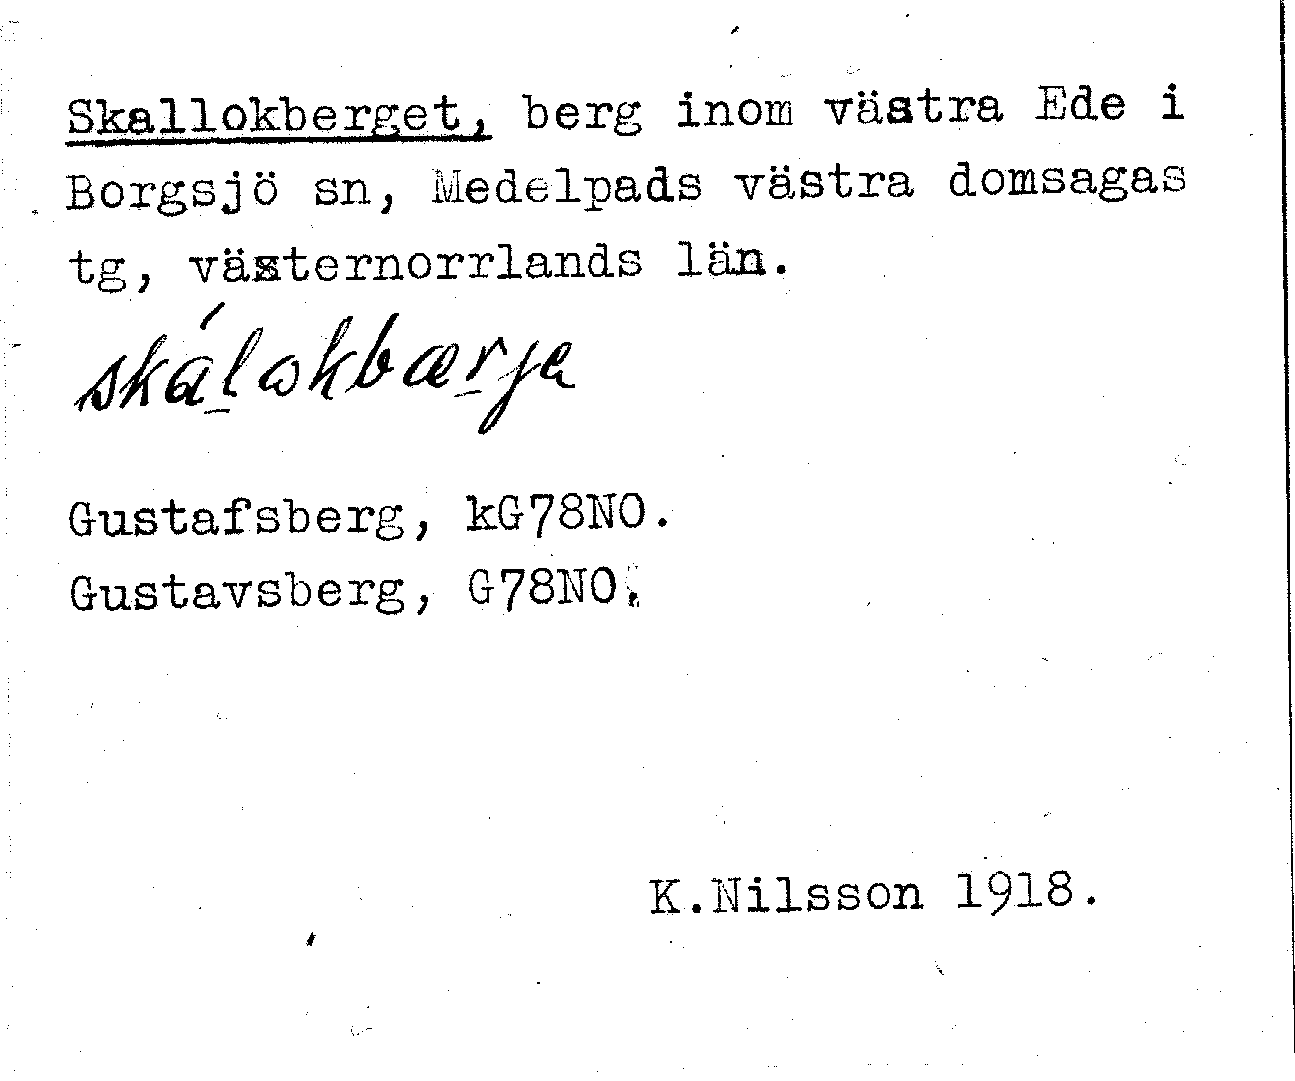 Skallokberget, berg inom västra Ede i
Borgsjö sn, Medelpads västra domsagas
tg, västernorrlands län.
skálokbærja
Gustafsberg, kG78NO.
Gustavsberg, G78NO.
K.Nilsson 1918.